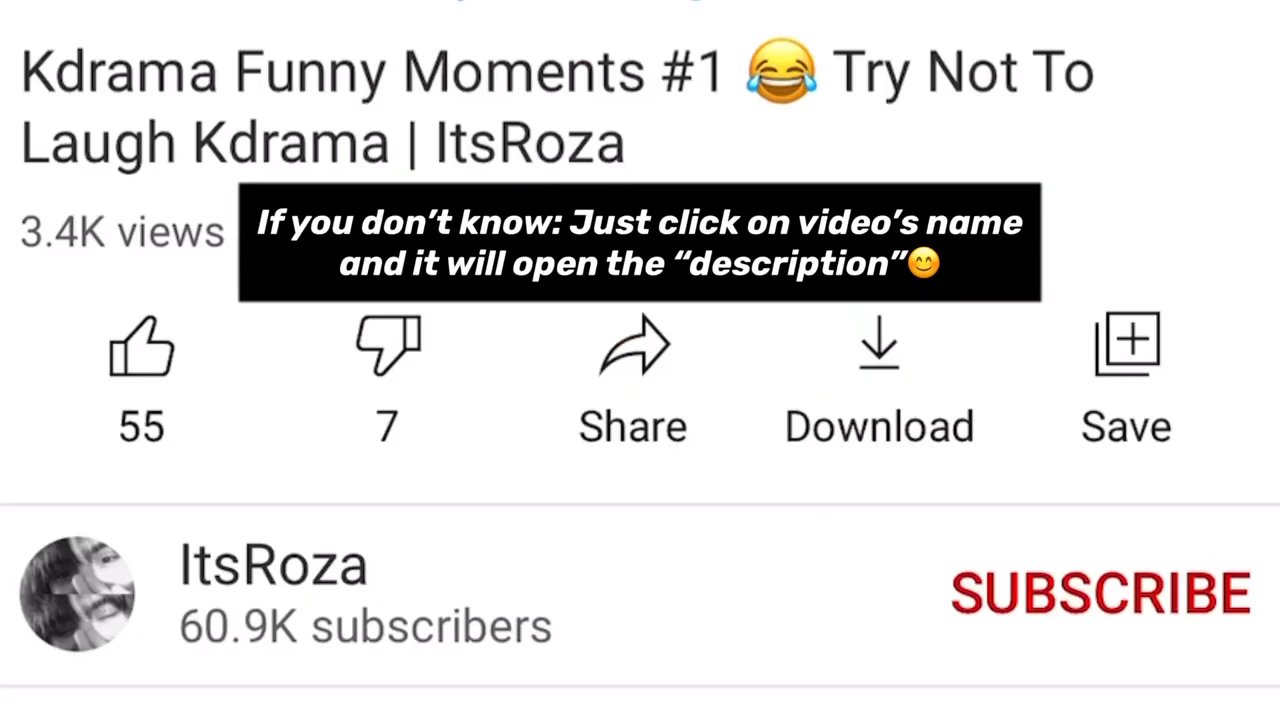 Kdrama Funny Moments #1 😂 Try Not To
Laugh Kdrama | ItsRoza
3.4K views
If you don’t know: Just click on video’s name
and it will open the “description”😊
55
7
Share
Download
Save
ItsRoza
60.9K subscribers
SUBSCRIBE